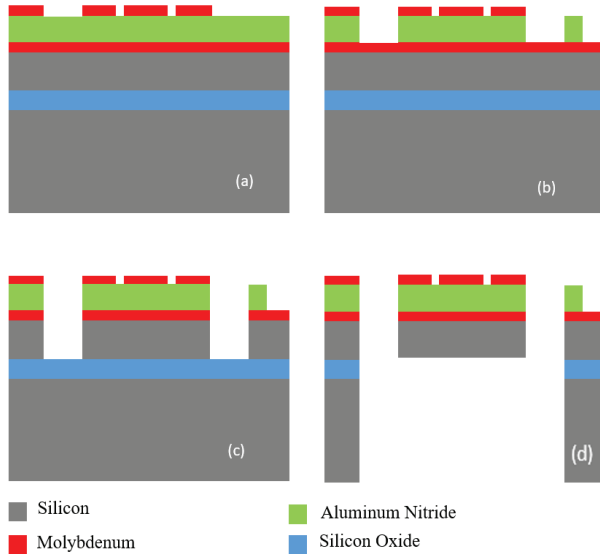 (a)
(b)
(c)
(d)
Silicon
Aluminum Nitride
Molybdenum
Silicon Oxide